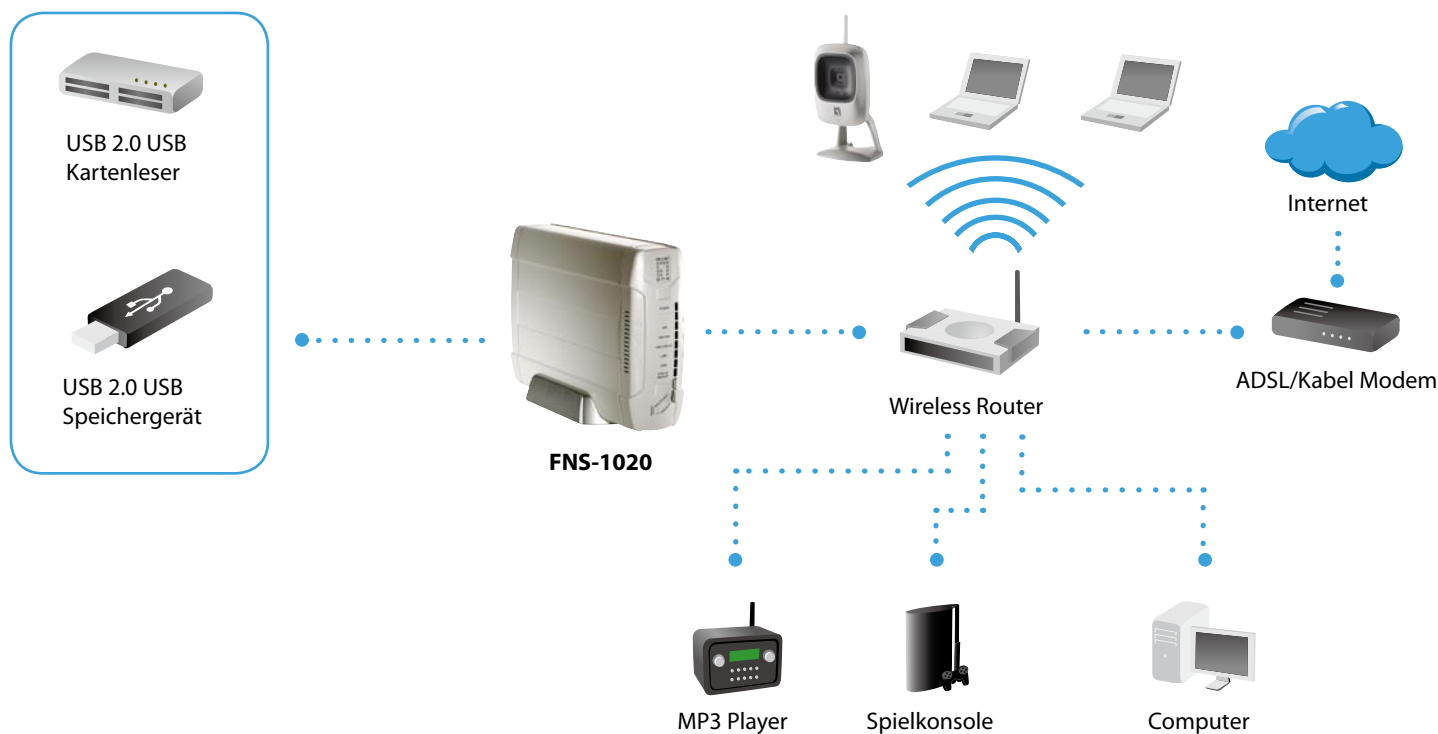 USB 2.0 USB
Kartenleser
USB 2.0 USB
Speichergerät
FNS-1020
Wireless Router
Internet
ADSL/Kabel Modem
MP3 Player
Spielkonsole
Computer